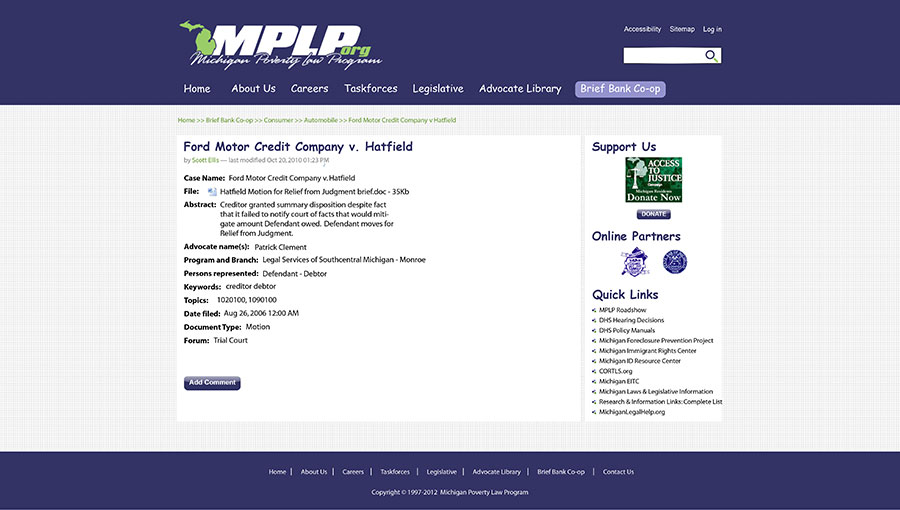 MPLP.org
Michigan Poverty Law Program
Accessibility Sitemap Log in
Home About Us Careers Taskforces Legislative Advocate Library Brief Bank Co-op
Home >> Brief Bank Co-op >> Consumer >> Automobile >> Ford Motor Credit Company v Hatfield
Ford Motor Credit Company v. Hatfield
by Scott Ellis — last modified Oct 20, 2010 01:23 PM
Case Name: Ford Motor Credit Company v. Hatfield
File: Hatfield Motion for Relief from Judgment brief.doc - 35Kb
Abstract: Creditor granted summary disposition despite fact
that it failed to notify court of facts that would miti-
gate amount Defendant owed. Defendant moves for
Relief from Judgment.
Advocate name(s): Patrick Clement
Program and Branch: Legal Services of Southcentral Michigan - Monroe
Persons represented: Defendant - Debtor
Keywords: creditor debtor
Topics: 1020100, 1090100
Date filed: Aug 26, 2006 12:00 AM
Document Type: Motion
Forum: Trial Court
Add Comment
Support Us
ACCESS
TO
JUSTICE
Campaign
Michigan Residents
Donate Now
DONATE
Online Partners
Quick Links
MPLP Roadshow
DHS Hearing Decisions
DHS Policy Manuals
Michigan Foreclosure Prevention Project
Michigan Immigrant Rights Center
Michigan ID Resource Center
CORTLS.org
Michigan EITC
Michigan Laws & Legislative Information
Research & Information Links: Complete List
MichiganLegalHelp.org
Home | About Us | Careers | Taskforces | Legislative | Advocate Library | Brief Bank Co-op | Contact Us
Copyright © 1997-2012 Michigan Poverty Law Program